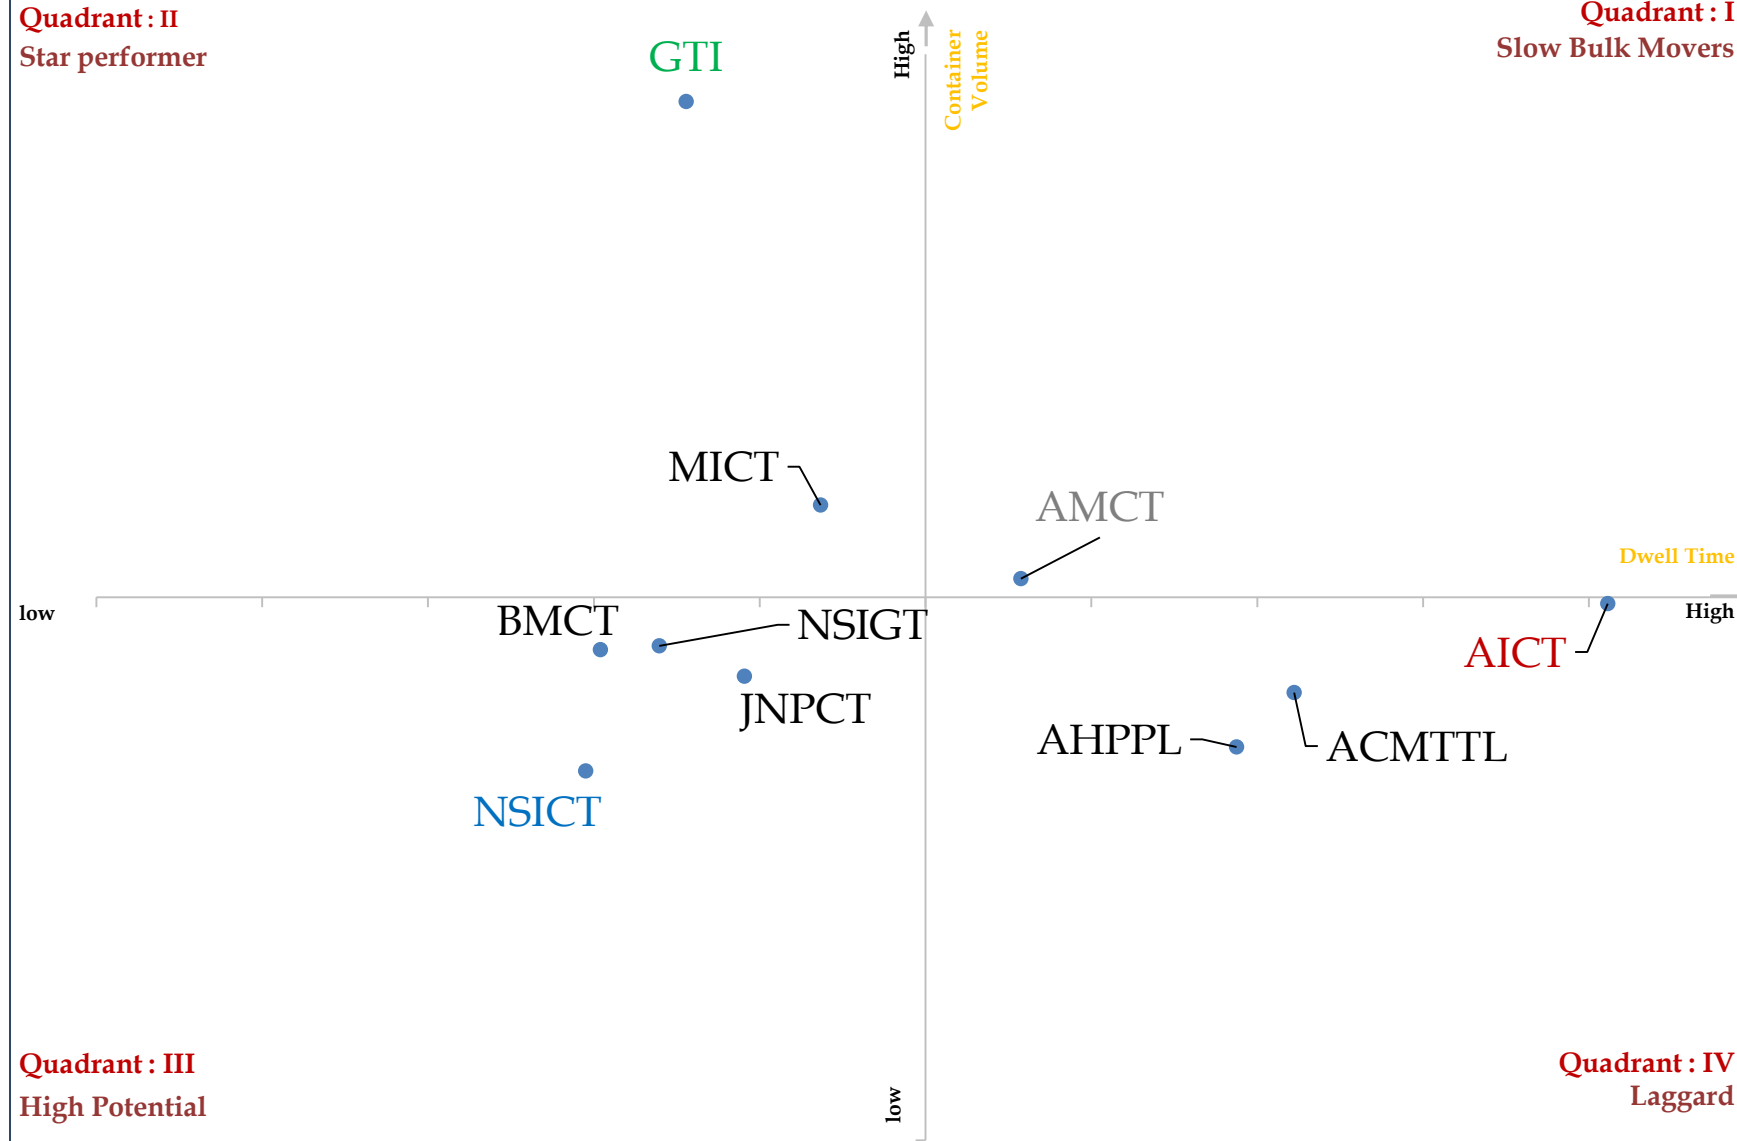 Quadrant : II
Star performer
Quadrant : I
Slow Bulk Movers
GTI
High
Container
Volume
MICT
AMCT
Dwell Time
low
High
BMCT
NSIGT
AICT
JNPCT
AHPPL
ACMTTL
NSICT
Quadrant : III
High Potential
low
Quadrant : IV
Laggard